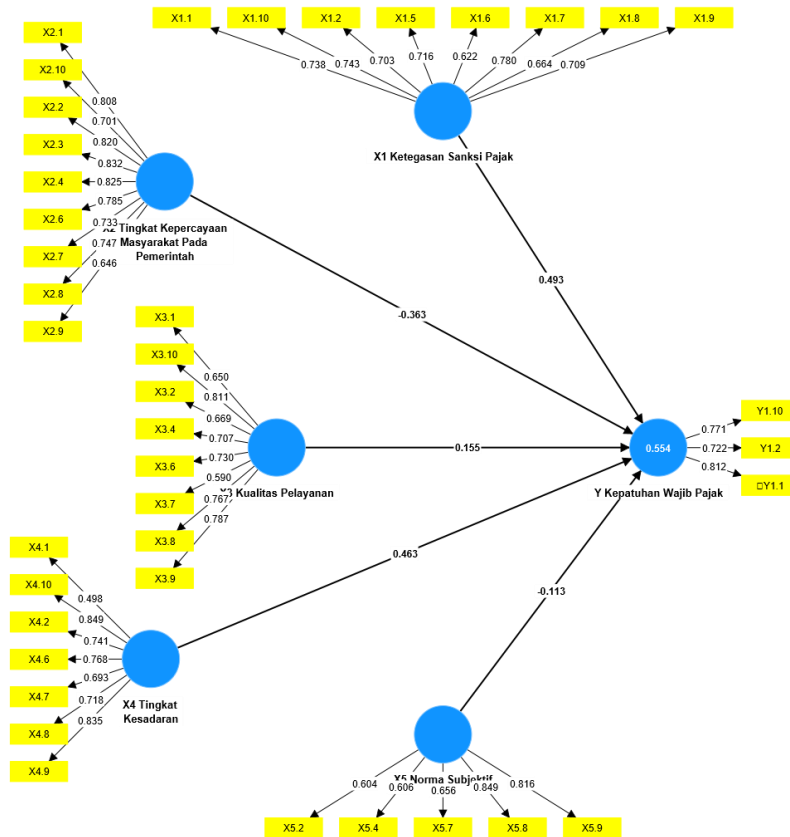 X1.1
X1.10
X1.2
X1.5
X1.6
X1.7
X1.8
X1.9
0.738
0.743
0.703
0.716
0.622
0.780
0.664
0.709
X1 Ketegasan Sanksi Pajak
X2.1
X2.10
X2.2
X2.3
X2.4
X2.6
X2.7
X2.8
X2.9
0.808
0.701
0.820
0.832
0.825
0.785
0.733
0.747
0.646
X2 Tingkat Kepercayaan
Masyarakat Pada
Pemerintah
0.493
-0.363
X3.1
X3.10
X3.2
X3.4
X3.6
X3.7
X3.8
X3.9
0.650
0.811
0.669
0.707
0.730
0.590
0.767
0.787
X3 Kualitas Pelayanan
0.155
0.554
Y Kepatuhan Wajib Pajak
0.771
0.722
0.812
Y1.10
Y1.2
□Y1.1
X4.1
X4.10
X4.2
X4.6
X4.7
X4.8
X4.9
0.498
0.849
0.741
0.768
0.693
0.718
0.835
X4 Tingkat
Kesadaran
0.463
-0.113
X5 Norma Subjektif
0.604
0.606
0.656
0.849
0.816
X5.2
X5.4
X5.7
X5.8
X5.9